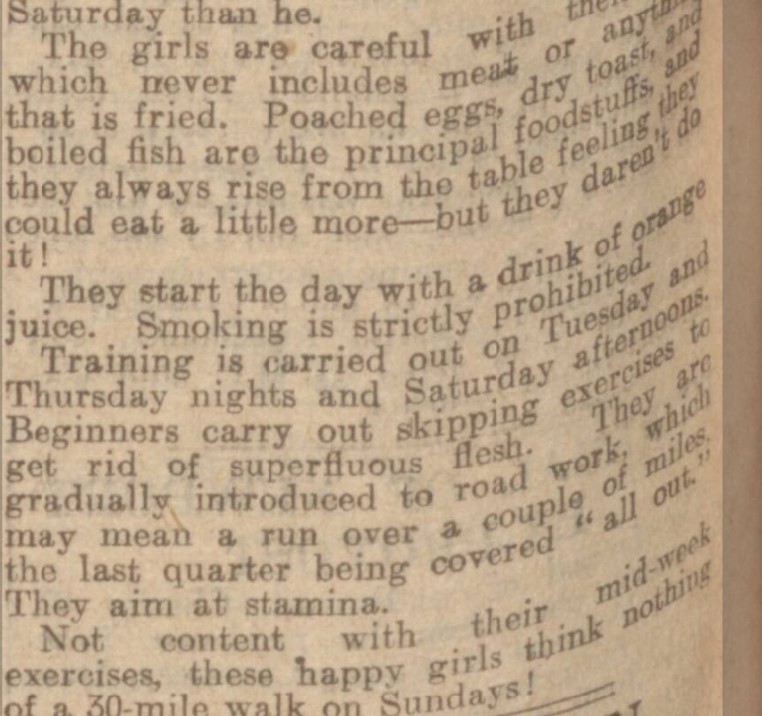 Saturday than he.
The girls are careful with
which never includes meat or
that is fried. Poached eggs, dry toast, and
boiled fish are the principal foodstuffs, and
they always rise from the table feeling they
could eat a little more—but they daren't do
it!
They start the day with a drink of orange
juice. Smoking is strictly prohibited.
Training is carried out on Tuesday and
Thursday nights and Saturday afternoons.
Beginners carry out skipping exercises to
get rid of superfluous flesh. They are
gradually introduced to road work, which
may mean a run over a couple of miles,
the last quarter being covered "all out."
They aim at stamina.
Not content with their mid-week
exercises, these happy girls think nothing
of a 30-mile walk on Sundays!